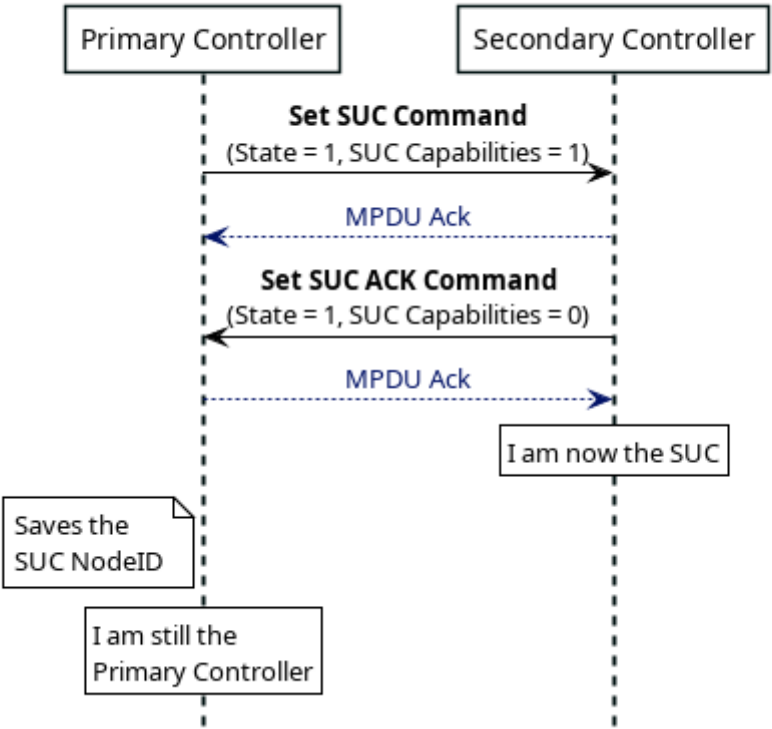 Primary Controller
Secondary Controller
Set SUC Command
(State = 1, SUC Capabilities = 1)
MPDU Ack
Set SUC ACK Command
(State = 1, SUC Capabilities = 0)
MPDU Ack
I am now the SUC
Saves the
SUC NodeID
I am still the
Primary Controller